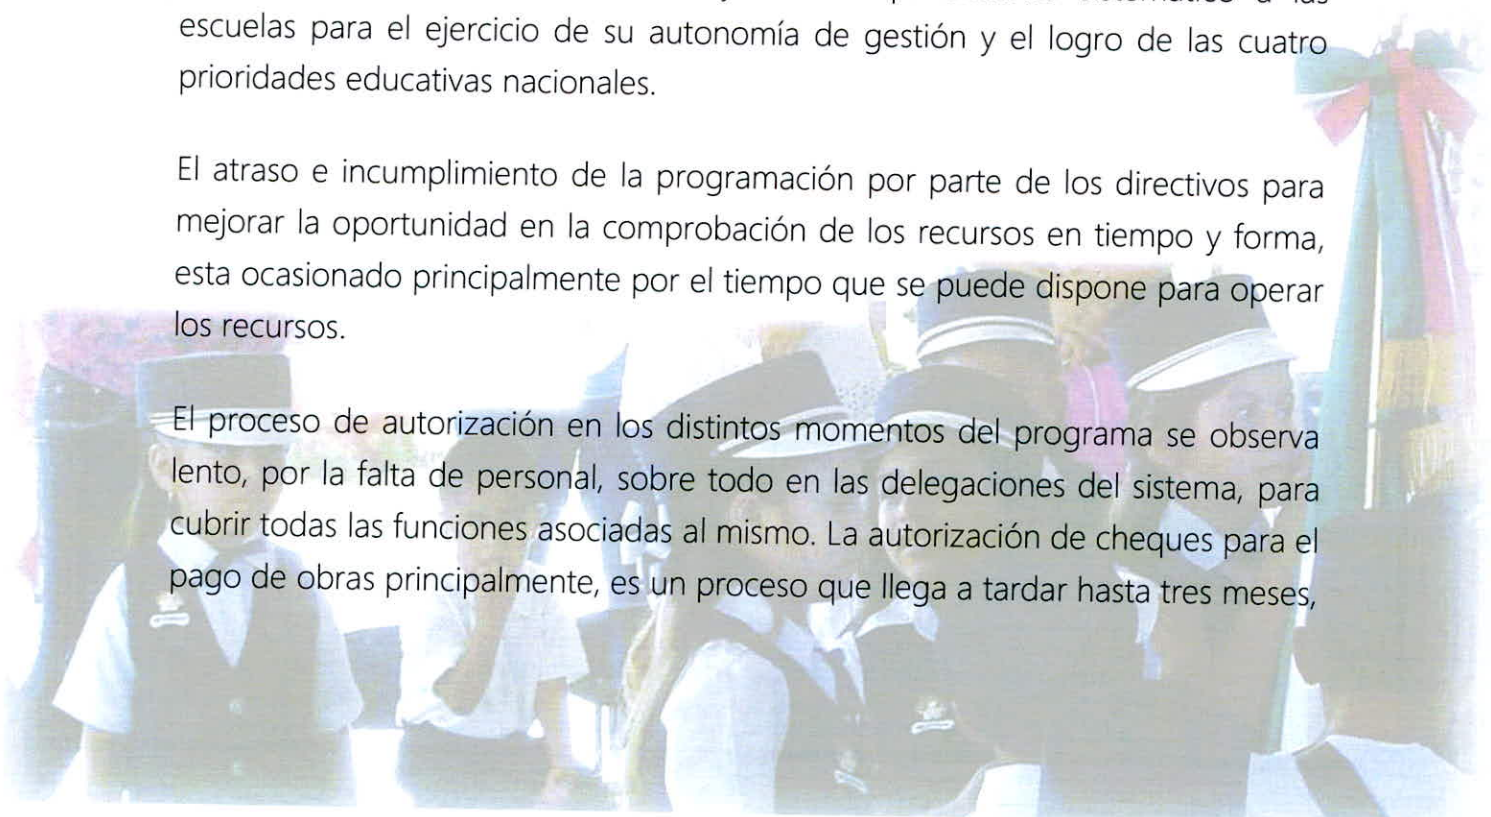 escuelas para el ejercicio de su autonomía de gestión y el logro de las cuatro
prioridades educativas nacionales.
El atraso e incumplimiento de la programación por parte de los directivos para
mejorar la oportunidad en la comprobación de los recursos en tiempo y forma,
esta ocasionado principalmente por el tiempo que se puede dispone para operar
los recursos.
El proceso de autorización en los distintos momentos del programa se observa
lento, por la falta de personal, sobre todo en las delegaciones del sistema, para
cubrir todas las funciones asociadas al mismo. La autorización de cheques para el
pago de obras principalmente, es un proceso que llega a tardar hasta tres meses,